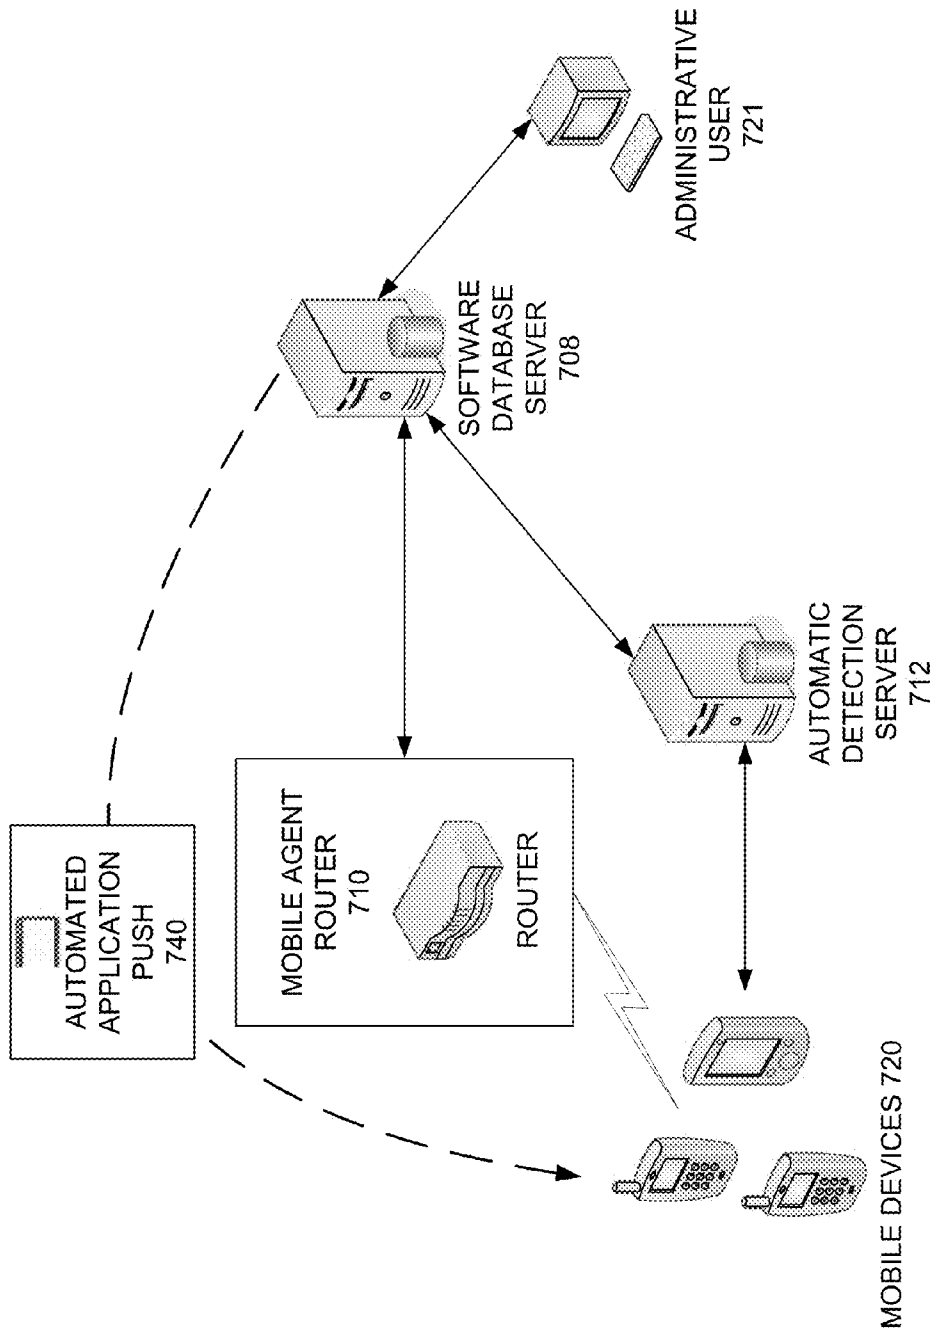 AUTOMATED
APPLICATION
PUSH
740
MOBILE AGENT
ROUTER
710
ROUTER
MOBILE DEVICES 720
SOFTWARE
DATABASE
SERVER
708
AUTOMATIC
DETECTION
SERVER
712
ADMINISTRATIVE
USER
721